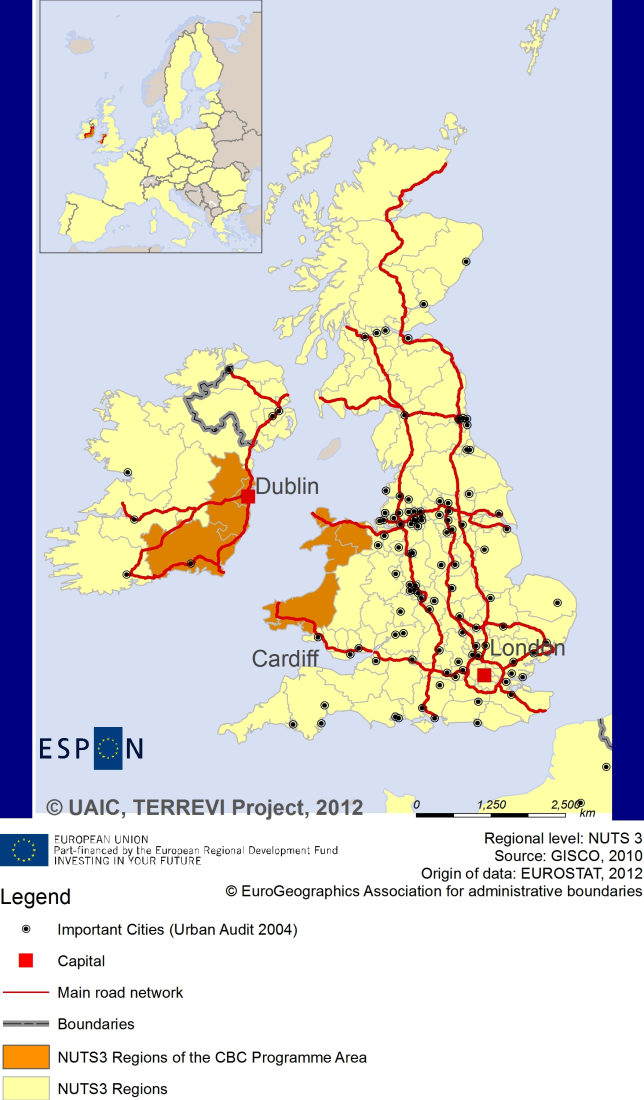 Dublin
London
Cardiff
ESPON
© UAIC, TERREVI Project, 2012
0 1,250 2,500
km
EUROPEAN UNION
Part-financed by the European Regional Development Fund
INVESTING IN YOUR FUTURE
Regional level: NUTS 3
Source: GISCO, 2010
Origin of data: EUROSTAT, 2012
© EuroGeographics Association for administrative boundaries
Legend
Important Cities (Urban Audit 2004)
Capital
Main road network
Boundaries
NUTS3 Regions of the CBC Programme Area
NUTS3 Regions